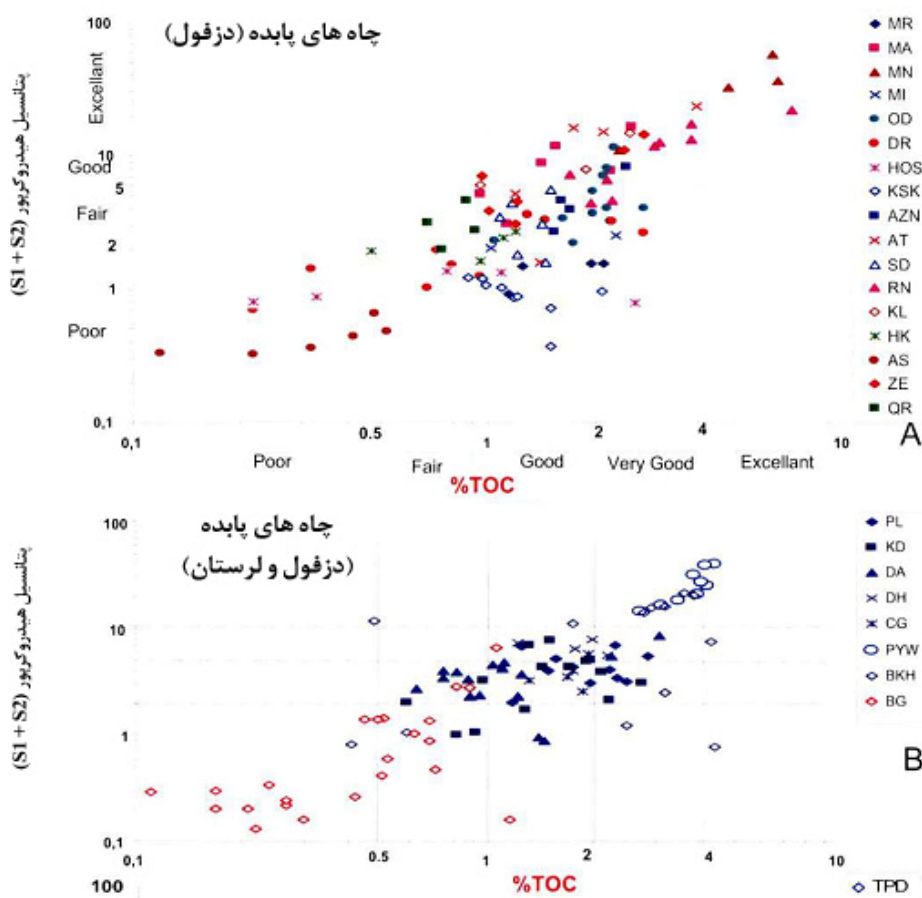 چاه های پابده (دزفول)
پتانسیل هیدروکربور (S1 + S2)
100
10
5
2
1
0,1
Excellant
Good
Fair
Poor
0,1
0.5
1
2
4
10
Poor
Fair
Good
Very Good
Excellant
%TOC
MR
MA
MN
MI
OD
DR
HOS
KSK
AZN
AT
SD
RN
KL
HK
AS
ZE
QR
A
چاه های پابده
(دزفول و لرستان)
پتانسیل هیدروکربور (S1 + S2)
100
10
1
0,1
0,1
0.5
1
2
4
10
%TOC
PL
KD
DA
DH
CG
PYW
BKH
BG
B
100
TPD